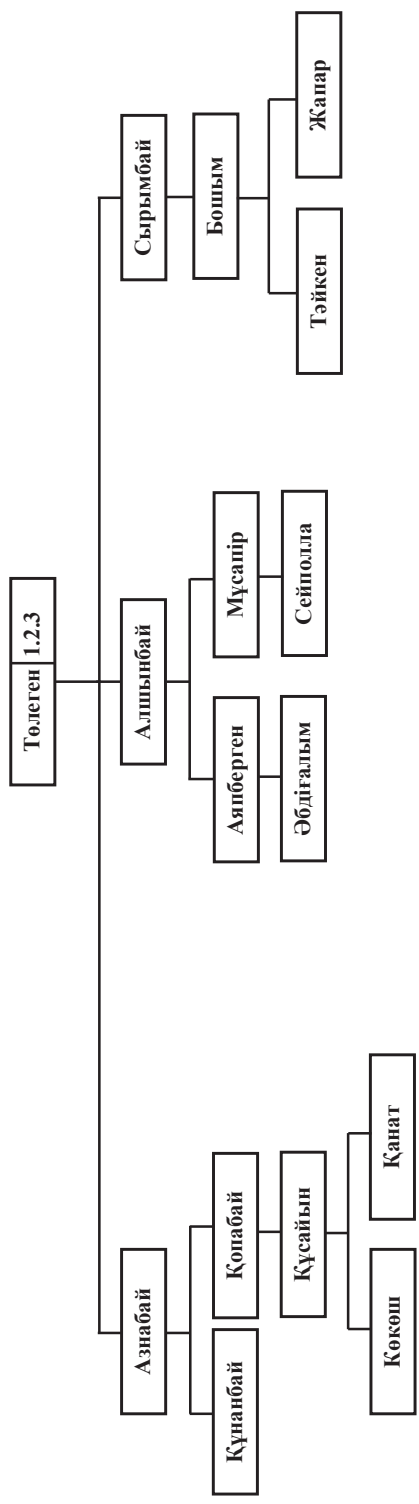 Төлеген 1.2.3
Азнабай Алшынбай Сырымбай
Құнанбай Қопабай Аяпберген Мұсапір Бошым
Құсайын Әбдіғалым Сейполла Тәйкен Жапар
Көкөш Қанат